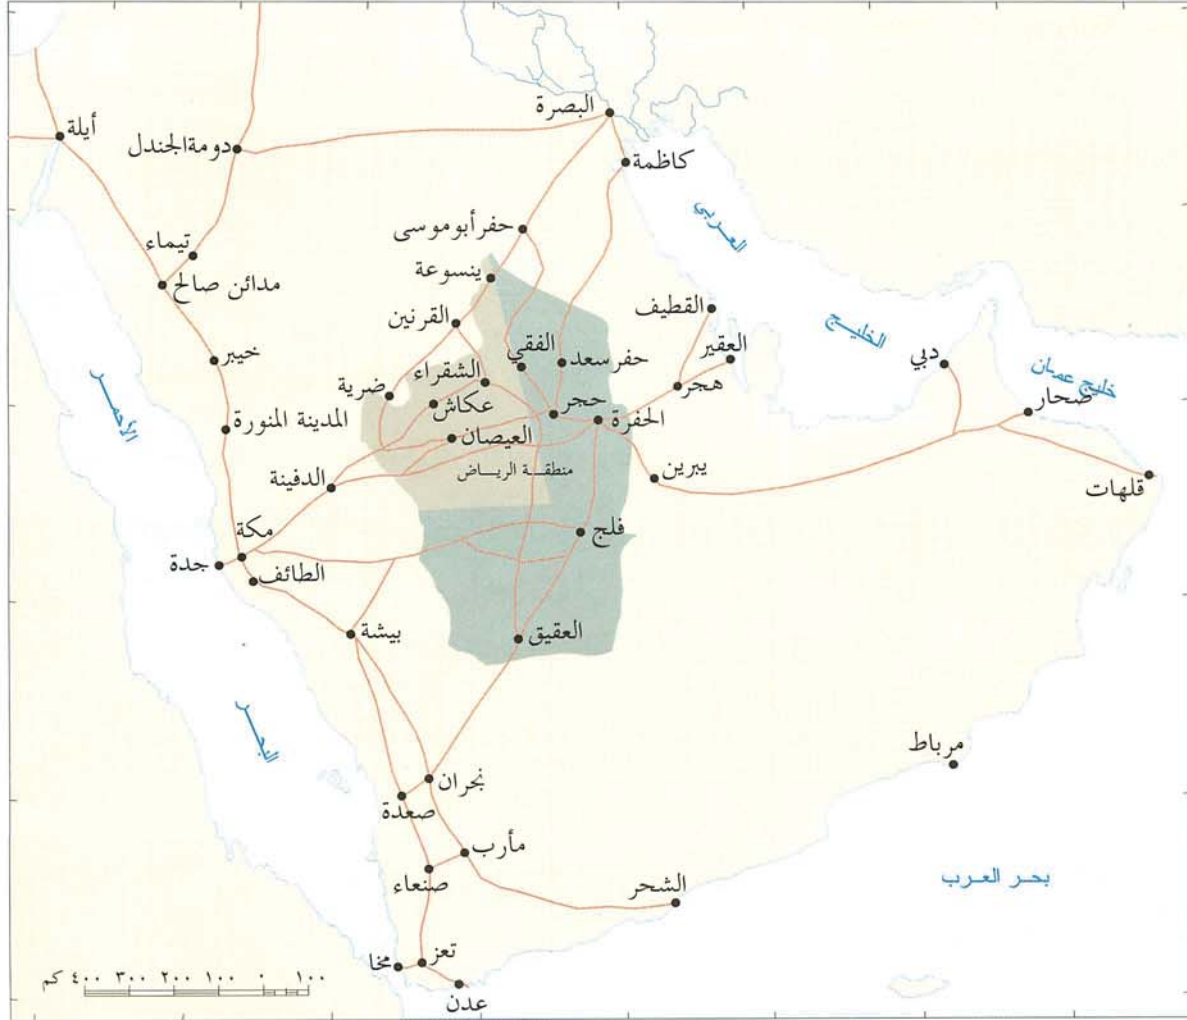 البصرة
أيلة
دومة الجندل
كاظمة
حفر أبو موسى
العربي
تيماء
ينسوعة
مدائن صالح
القطيف
القرنين
الخليج
العقير
خيبر
الفقي
حفر سعد
دبي
خليج عمان
الشقراء
ضرية
هجر
الأحمر
عكاش
حجر
صحار
المدينة المنورة
الحفرة
العيصان
يبرين
منطقة الرياض
الدفينة
قلهات
مكة
فلج
جدة
الطائف
بيشة
العقيق
البحر
مرباط
نجران
صعدة
مأرب
صنعاء
الشحر
بحر العرب
تعز
مخا
عدن
٤٠٠ ٣٠٠ ٢٠٠ ١٠٠ ٠ ١٠٠ كم